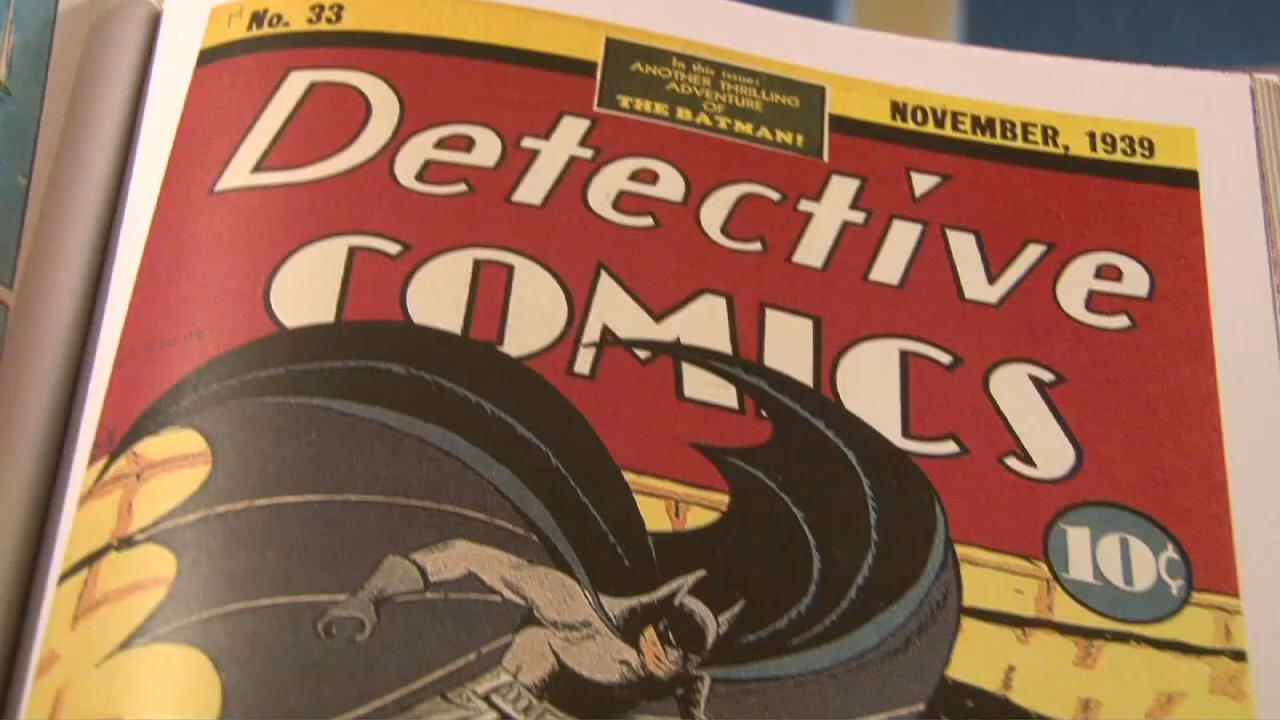 No. 33
In this issue:
ANOTHER THRILLING
ADVENTURE
OF
THE BATMAN!
NOVEMBER, 1939
Detective
COMICS
10¢